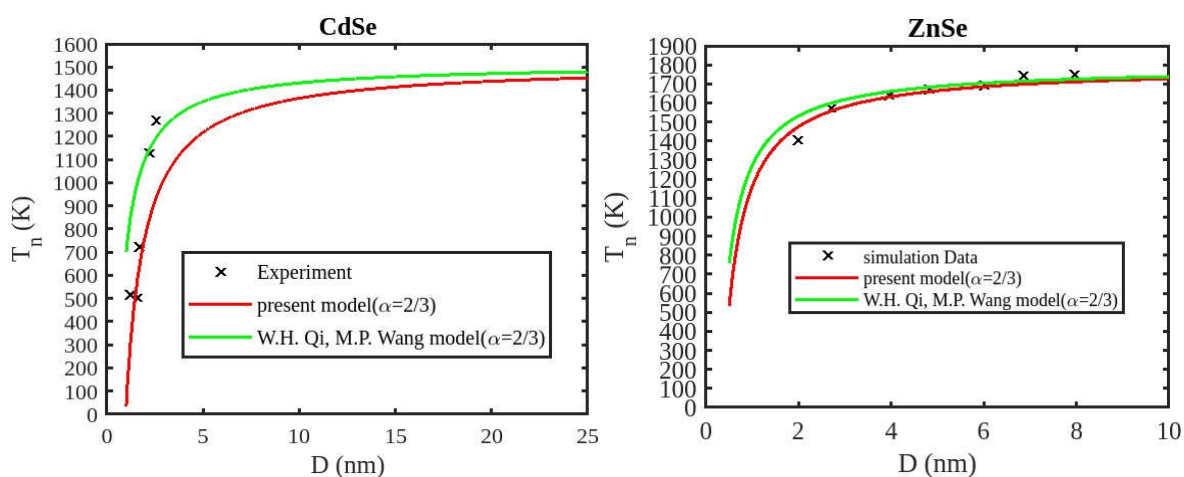 CdSe
1600
1500
1400
1300
1200
1100
1000
900
800
700
600
500
400
300
200
100
0
T_n (K)
Experiment
present model(α=2/3)
W.H. Qi, M.P. Wang model(α=2/3)
0 5 10 15 20 25
D (nm)
ZnSe
1900
1800
1700
1600
1500
1400
1300
1200
1100
1000
900
800
700
600
500
400
300
200
100
0
T_n (K)
simulation Data
present model(α=2/3)
W.H. Qi, M.P. Wang model(α=2/3)
0 2 4 6 8 10
D (nm)